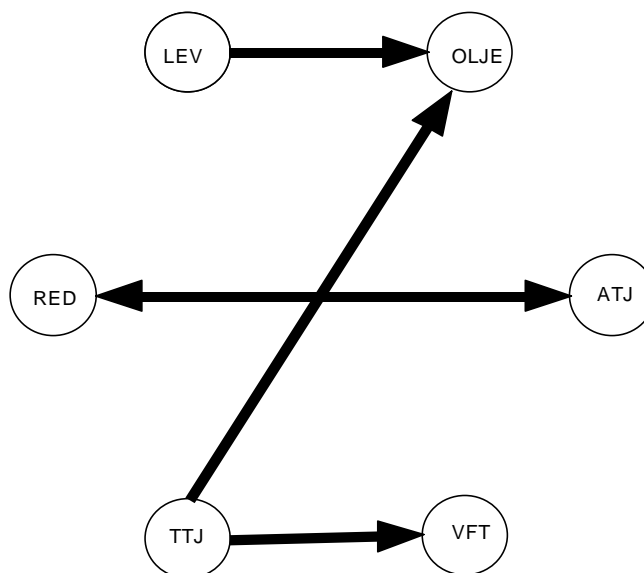 LEV
OLJE
RED
ATJ
TTJ
VFT